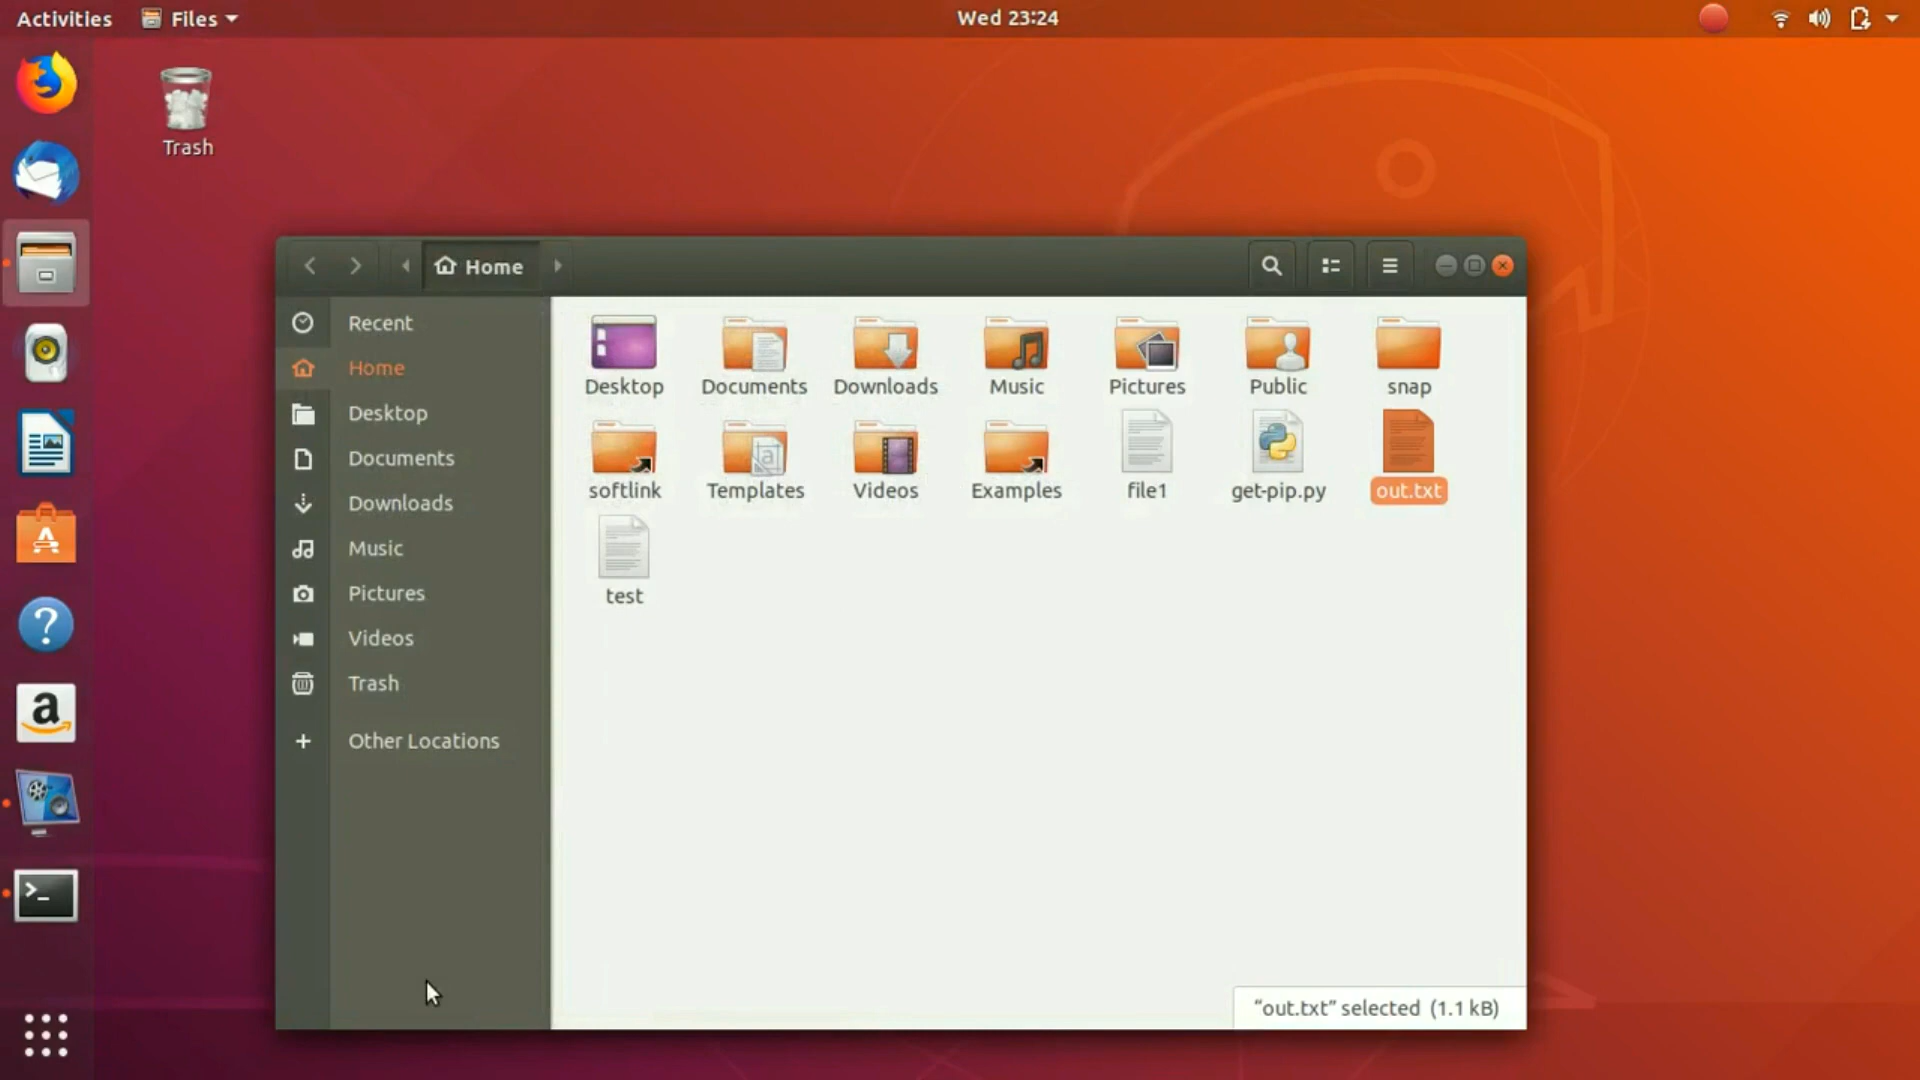 Activities
Files
Wed 23:24
Trash
Home
Recent
Home
Desktop
Documents
Downloads
Music
Pictures
Videos
Trash
Other Locations
Desktop
Documents
Downloads
Music
Pictures
Public
snap
softlink
Templates
Videos
Examples
file1
get-pip.py
out.txt
test
“out.txt” selected (1.1 kB)